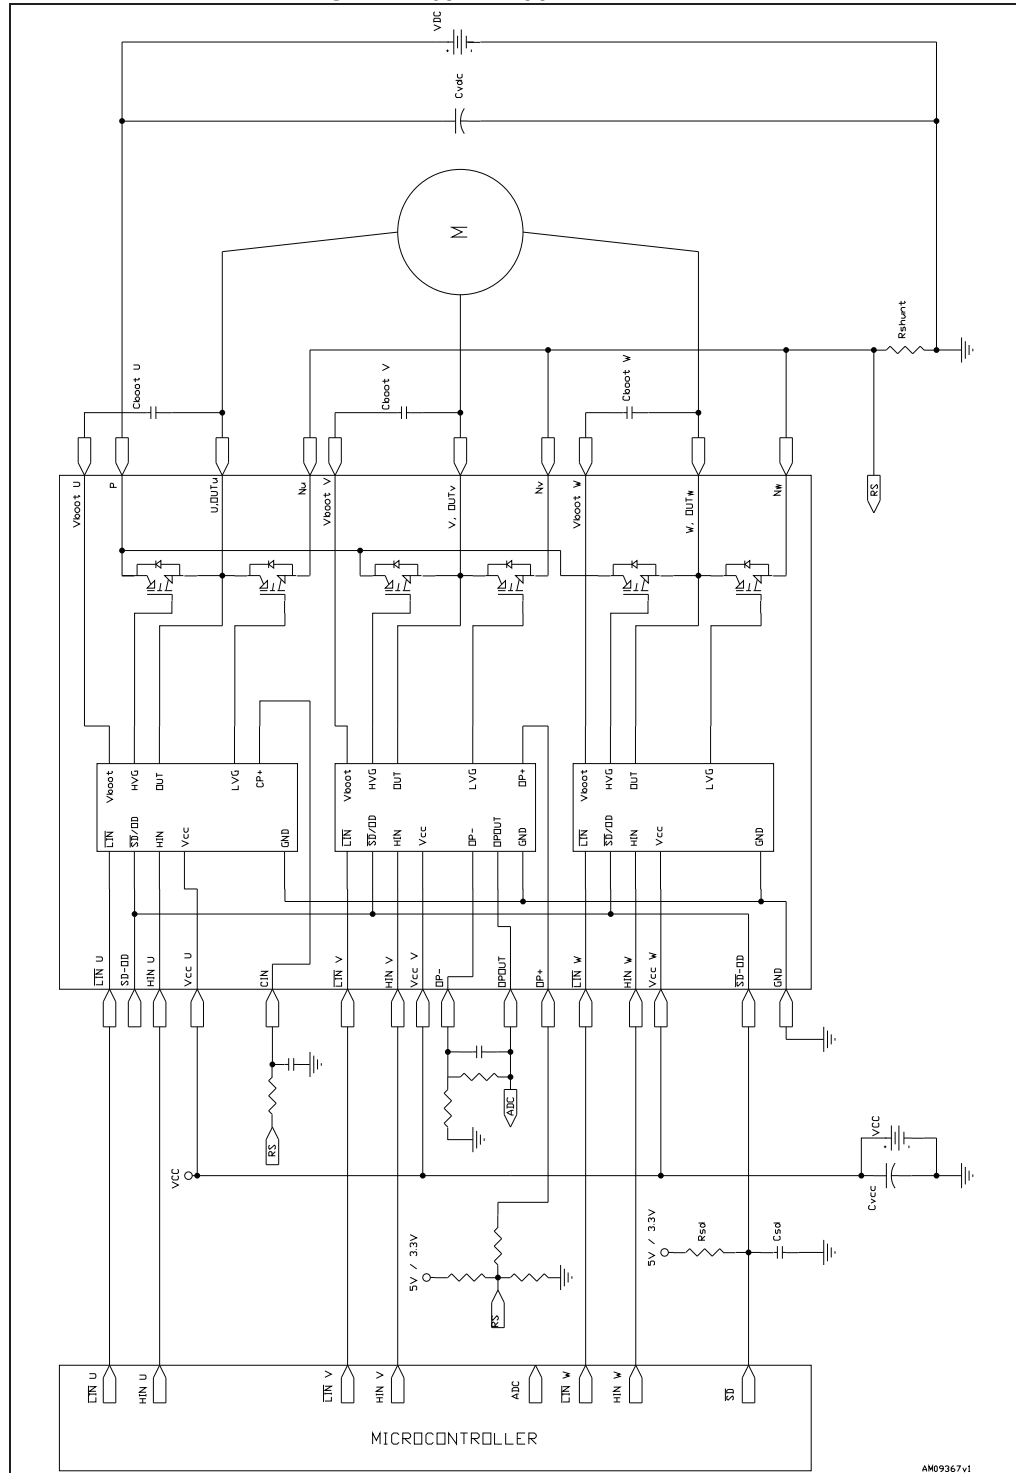 VDC
Cvdc
M
Rshunt
Cboot U
Cboot V
Cboot W
RS
Vboot U
P
U,OUTu
Nu
Vboot V
V, OUTv
Nv
Vboot W
W, OUTw
Nw
Vboot
HVG
OUT
LVG
CP+
Vboot
HVG
OUT
LVG
OP+
Vboot
HVG
OUT
LVG
LIN
SD/OD
HIN
Vcc
GND
LIN
SD/OD
HIN
Vcc
OP-
OPOUT
GND
LIN
SD/OD
HIN
Vcc
GND
LIN U
SD-OD
HIN U
Vcc U
CIN
LIN V
HIN V
Vcc V
OP-
OPOUT
OP+
LIN W
HIN W
Vcc W
SD-OD
GND
RS
ADC
VCC
VCC
Cvcc
5V / 3.3V
RS
5V / 3.3V
Rsd
Csd
LIN U
HIN U
LIN V
HIN V
ADC
LIN W
HIN W
SD
MICROCONTROLLER
AM09367v1